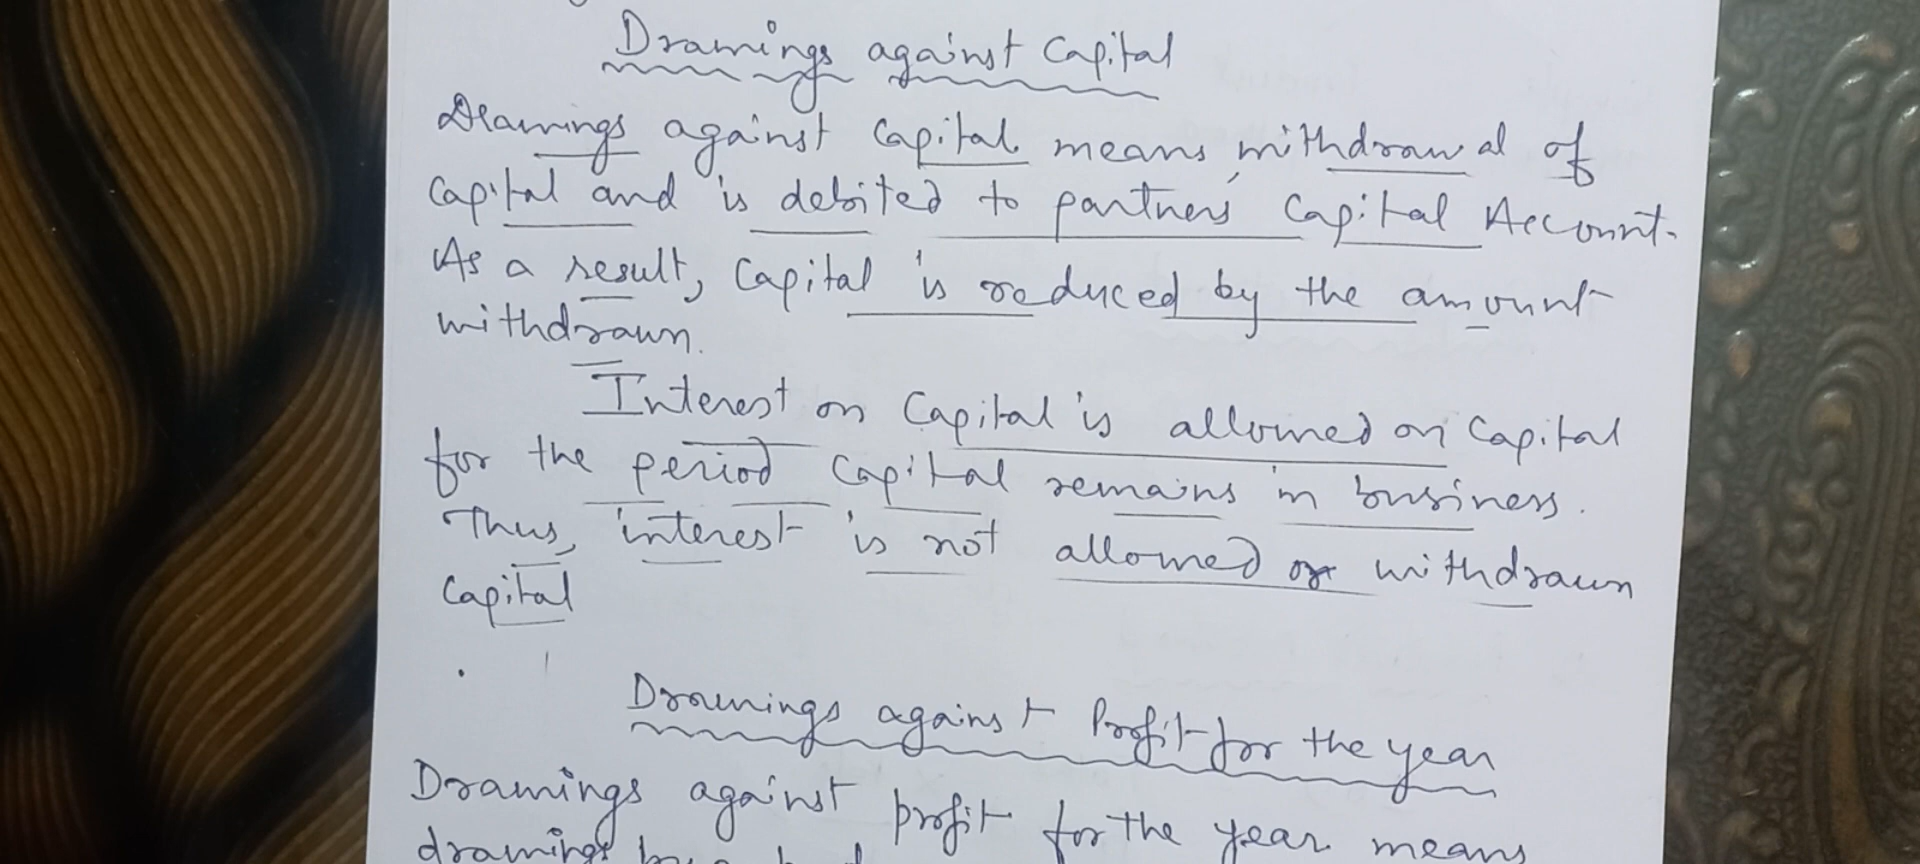 Drawings against Capital
Drawings against Capital means withdrawal of
Capital and is debited to partners' Capital Account.
As a result, Capital is reduced by the amount
withdrawn.
Interest on Capital is allowed on Capital
for the period Capital remains in business.
Thus, interest is not allowed on withdrawn
Capital
Drawings against Profit for the year
Drawings against profit for the year means
drawings